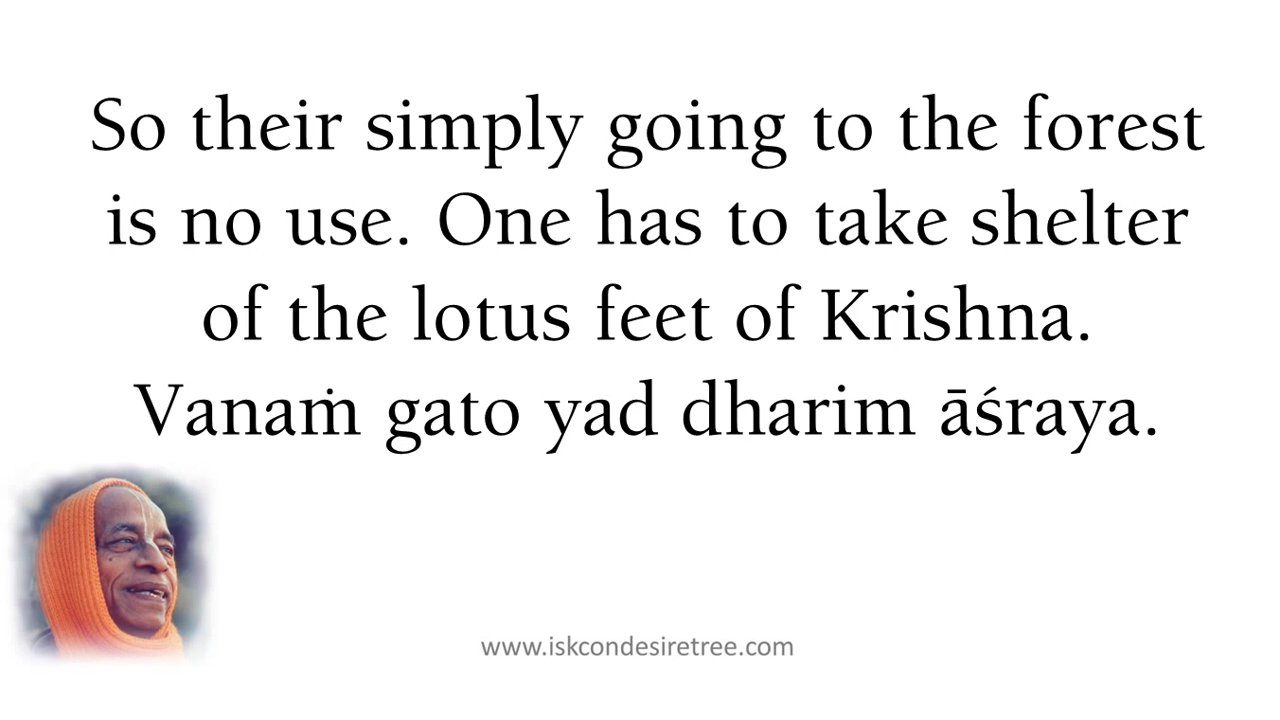 So their simply going to the forest
is no use. One has to take shelter
of the lotus feet of Krishna.
Vanaṁ gato yad dharim āśraya.
www.iskcondesiretree.com